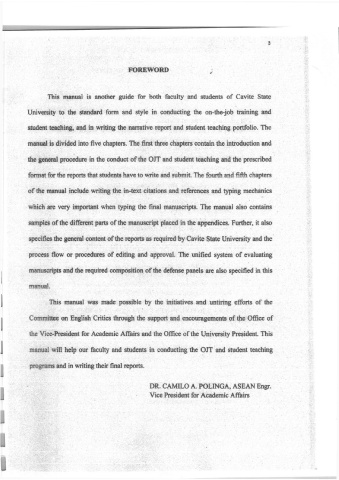 2
FOREWORD
This manual is another guide for both faculty and students of Cavite State
University to the standard form and style in conducting the on-the-job training and
student teaching, and in writing the narrative report and student teaching portfolio. The
manual is divided into five chapters. The first three chapters contain the introduction and
the general procedure in the conduct of the OJT and student teaching and the prescribed
format for the reports that students have to write and submit. The fourth and fifth chapters
of the manual include writing the in-text citations and references and typing mechanics
which are very important when typing the final manuscripts. The manual also contains
samples of the different parts of the manuscript placed in the appendices. Further, it also
specifies the general content of the reports as required by Cavite State University and the
process flow or procedures of editing and approval. The unified system of evaluating
manuscripts and the required composition of the defense panels are also specified in this
manual.
This manual was made possible by the initiatives and untiring efforts of the
Committee on English Critics through the support and encouragements of the Office of
the Vice-President for Academic Affairs and the Office of the University President. This
manual will help our faculty and students in conducting the OJT and student teaching
programs and in writing their final reports.
DR. CAMILO A. POLINGA, ASEAN Engr.
Vice President for Academic Affairs